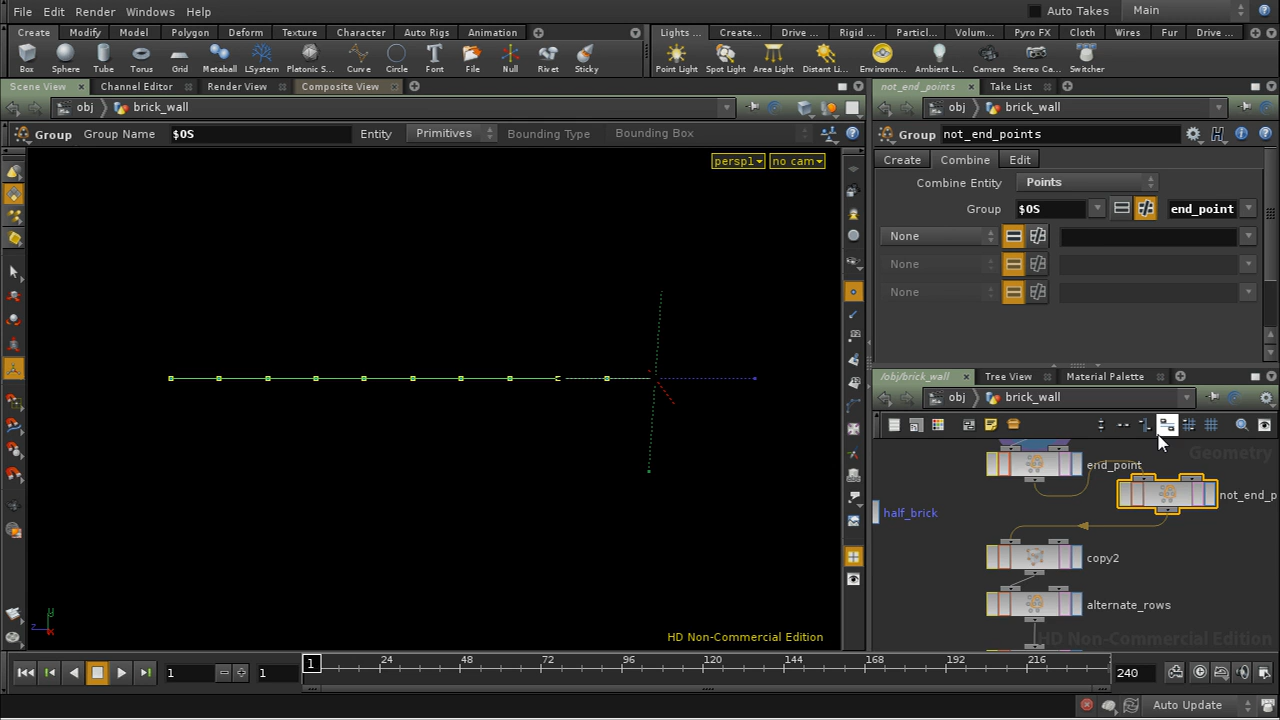 File Edit Render Windows Help Auto Takes Main
Create Modify Model Polygon Deform Texture Character Auto Rigs Animation Lights ... Create... Drive ... Rigid ... Particl... Volum... Pyro FX Cloth Wires Fur Drive ...
Box Sphere Tube Torus Grid Metaball LSystem Platonic S... Curve Circle Font File Null Rivet Sticky Point Light Spot Light Area Light Distant Li... Environm... Ambient L... Camera Stereo Ca... Switcher
Scene View Channel Editor Render View Composite View not_end_points Take List
obj brick_wall obj brick_wall
Group Group Name $OS Entity Primitives Bounding Type Bounding Box Group not_end_points
persp1 no cam Create Combine Edit
Combine Entity Points
Group $OS end_point
None
None
None
/obj/brick_wall Tree View Material Palette
obj brick_wall
Geometry
end_point
not_end_p
half_brick
copy2
alternate_rows
z y x
HD Non-Commercial Edition HD Non-Commercial Edition
1 1 1 24 48 72 96 120 144 168 192 216 240
Auto Update